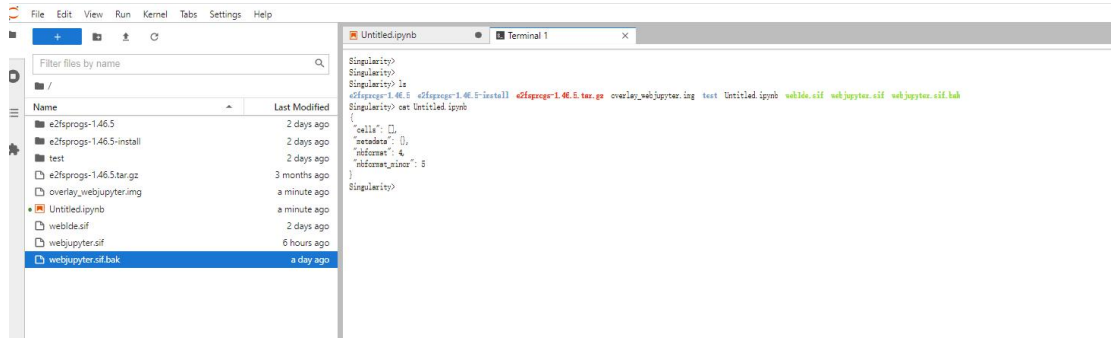 File Edit View Run Kernel Tabs Settings Help
+
Filter files by name
/
Name Last Modified
e2fsprogs-1.46.5 2 days ago
e2fsprogs-1.46.5-install 2 days ago
test 2 days ago
e2fsprogs-1.46.5.tar.gz 3 months ago
overlay_webjupyter.img a minute ago
Untitled.ipynb a minute ago
webIde.sif 2 days ago
webjupyter.sif 6 hours ago
webjupyter.sif.bak a day ago
Untitled.ipynb Terminal 1
Singularity>
Singularity>
Singularity> ls
e2fsprogs-1.46.5 e2fsprogs-1.46.5-install e2fsprogs-1.46.5.tar.gz overlay_webjupyter.img test Untitled.ipynb webIde.sif webjupyter.sif webjupyter.sif.bak
Singularity> cat Untitled.ipynb
{
"cells": [],
"metadata": {},
"nbformat": 4,
"nbformat_minor": 5
}
Singularity>